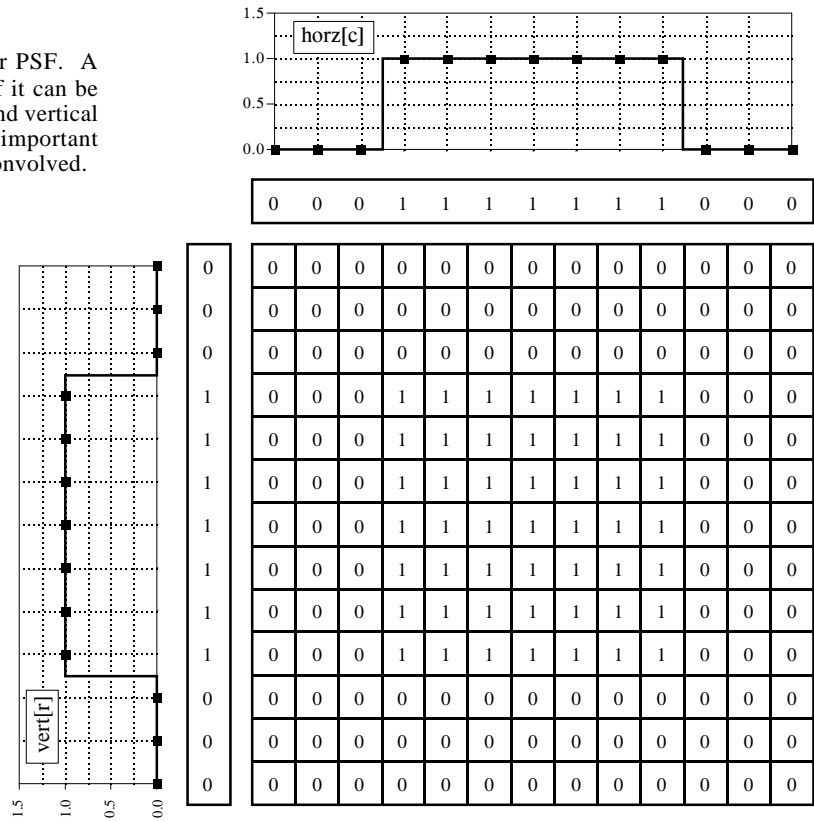 r PSF. A
f it can be
nd vertical
important
onvolved.
1.5
1.0
0.5
0.0
horz[c]
0 0 0 1 1 1 1 1 1 1 0 0 0
0 0 0 0 0 0 0 0 0 0 0 0 0 0
0 0 0 0 0 0 0 0 0 0 0 0 0 0
0 0 0 0 0 0 0 0 0 0 0 0 0 0
1 0 0 0 1 1 1 1 1 1 1 0 0 0
1 0 0 0 1 1 1 1 1 1 1 0 0 0
1 0 0 0 1 1 1 1 1 1 1 0 0 0
1 0 0 0 1 1 1 1 1 1 1 0 0 0
1 0 0 0 1 1 1 1 1 1 1 0 0 0
1 0 0 0 1 1 1 1 1 1 1 0 0 0
1 0 0 0 1 1 1 1 1 1 1 0 0 0
0 0 0 0 0 0 0 0 0 0 0 0 0 0
0 0 0 0 0 0 0 0 0 0 0 0 0 0
0 0 0 0 0 0 0 0 0 0 0 0 0 0
vert[r]
1.5 1.0 0.5 0.0